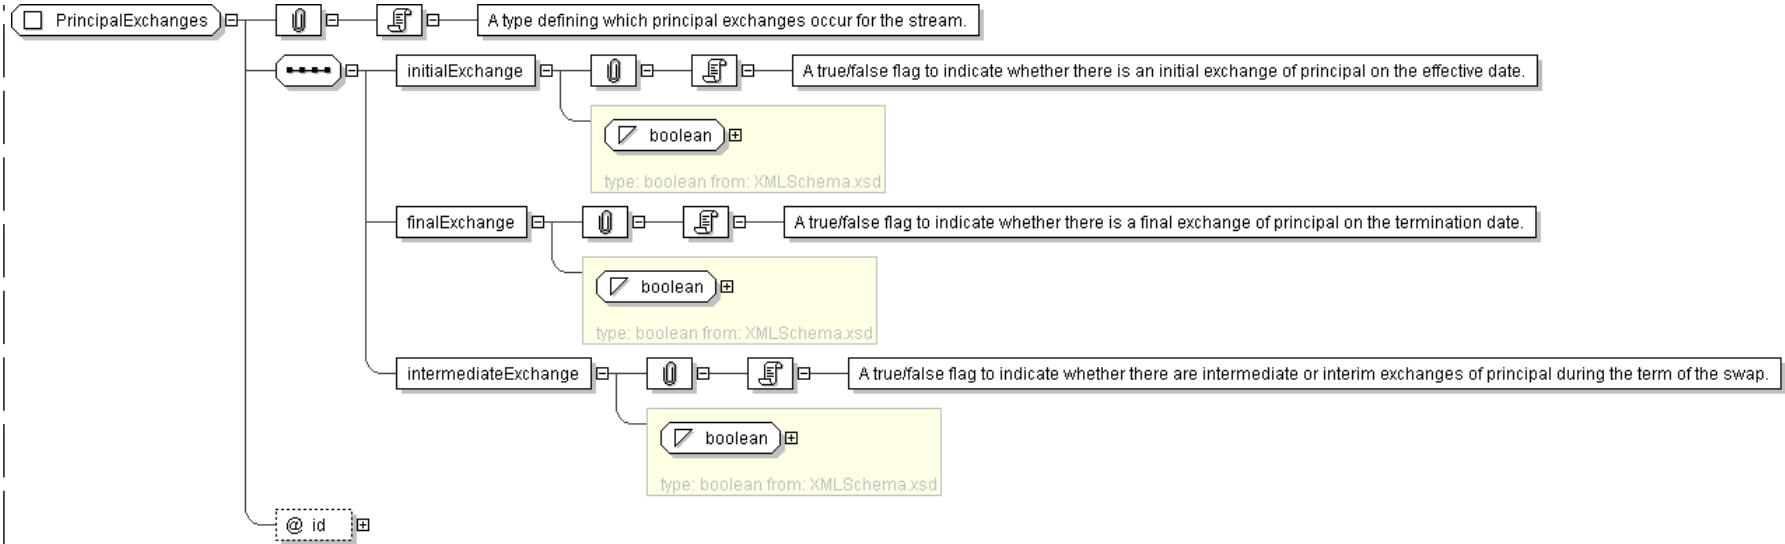 PrincipalExchanges A type defining which principal exchanges occur for the stream.
initialExchange A true/false flag to indicate whether there is an initial exchange of principal on the effective date.
boolean
type: boolean from: XMLSchema.xsd
finalExchange A true/false flag to indicate whether there is a final exchange of principal on the termination date.
boolean
type: boolean from: XMLSchema.xsd
intermediateExchange A true/false flag to indicate whether there are intermediate or interim exchanges of principal during the term of the swap.
boolean
type: boolean from: XMLSchema.xsd
@ id